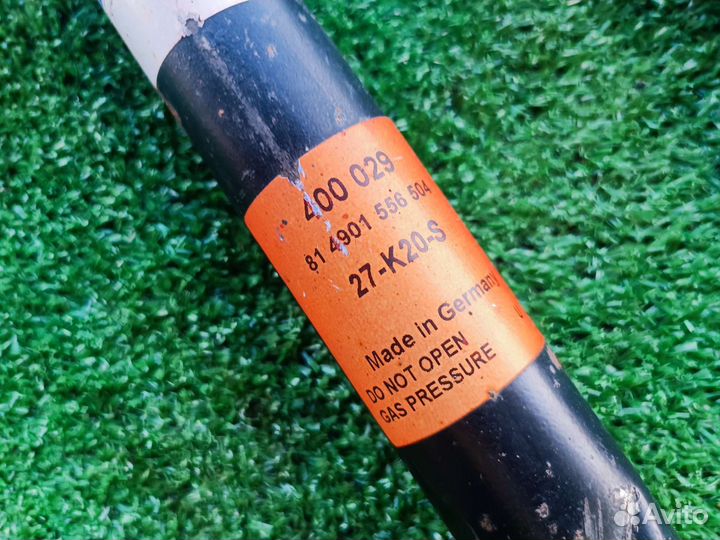 400 029
81 4901 556 504
27-K20-S
Made in Germany
DO NOT OPEN
GAS PRESSURE
Avito